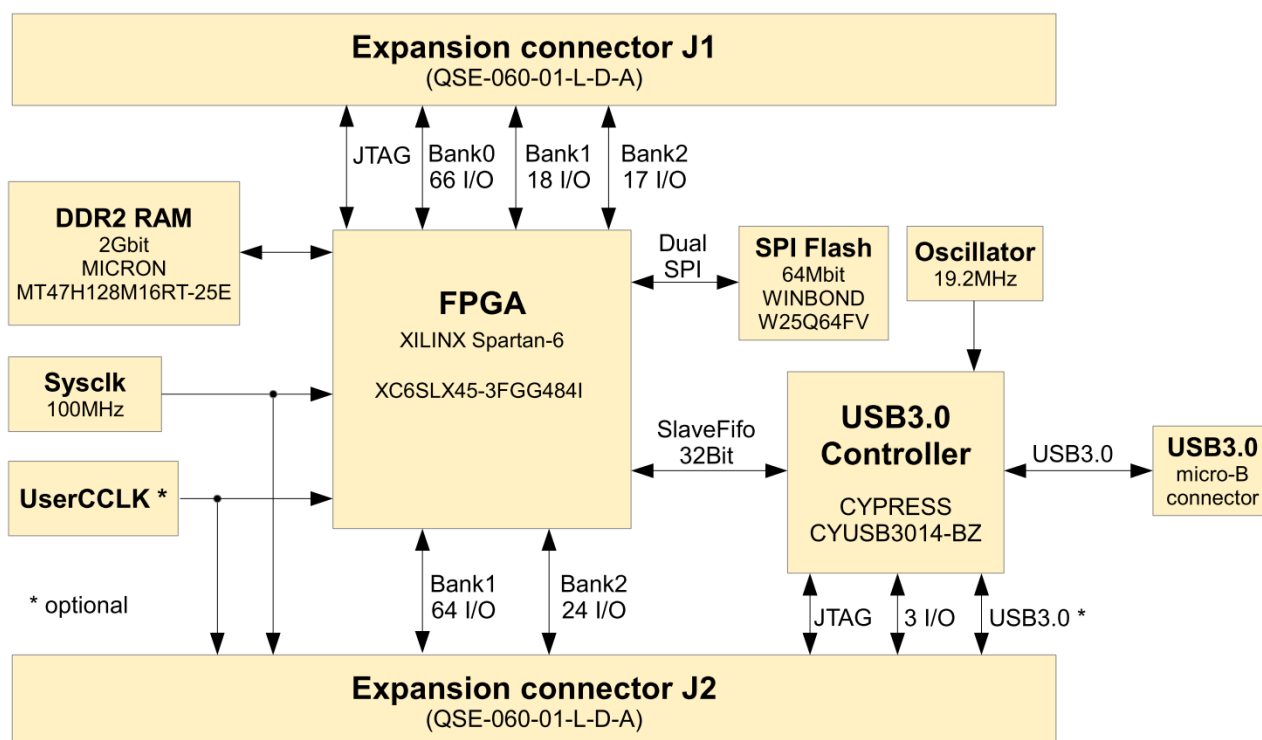 Expansion connector J1
(QSE-060-01-L-D-A)
JTAG
Bank0
66 I/O
Bank1
18 I/O
Bank2
17 I/O
DDR2 RAM
2Gbit
MICRON
MT47H128M16RT-25E
FPGA
XILINX Spartan-6
XC6SLX45-3FGG484I
Dual
SPI
SPI Flash
64Mbit
WINBOND
W25Q64FV
Oscillator
19.2MHz
Sysclk
100MHz
UserCCLK *
SlaveFifo
32Bit
USB3.0
Controller
CYPRESS
CYUSB3014-BZ
USB3.0
USB3.0
micro-B
connector
* optional
Bank1
64 I/O
Bank2
24 I/O
JTAG
3 I/O
USB3.0 *
Expansion connector J2
(QSE-060-01-L-D-A)